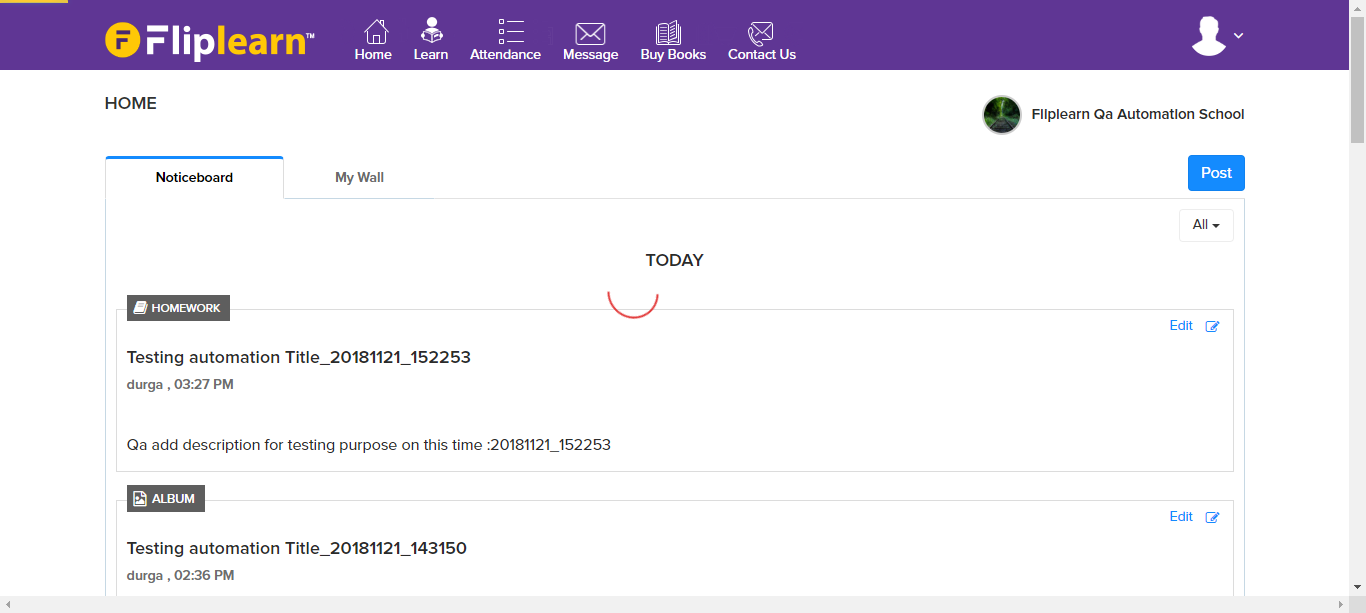 F Fliplearn™
Home Learn Attendance Message Buy Books Contact Us
HOME
Fliplearn Qa Automation School
Noticeboard My Wall
Post
All
TODAY
HOMEWORK
Edit
Testing automation Title_20181121_152253
durga , 03:27 PM
Qa add description for testing purpose on this time :20181121_152253
ALBUM
Edit
Testing automation Title_20181121_143150
durga , 02:36 PM